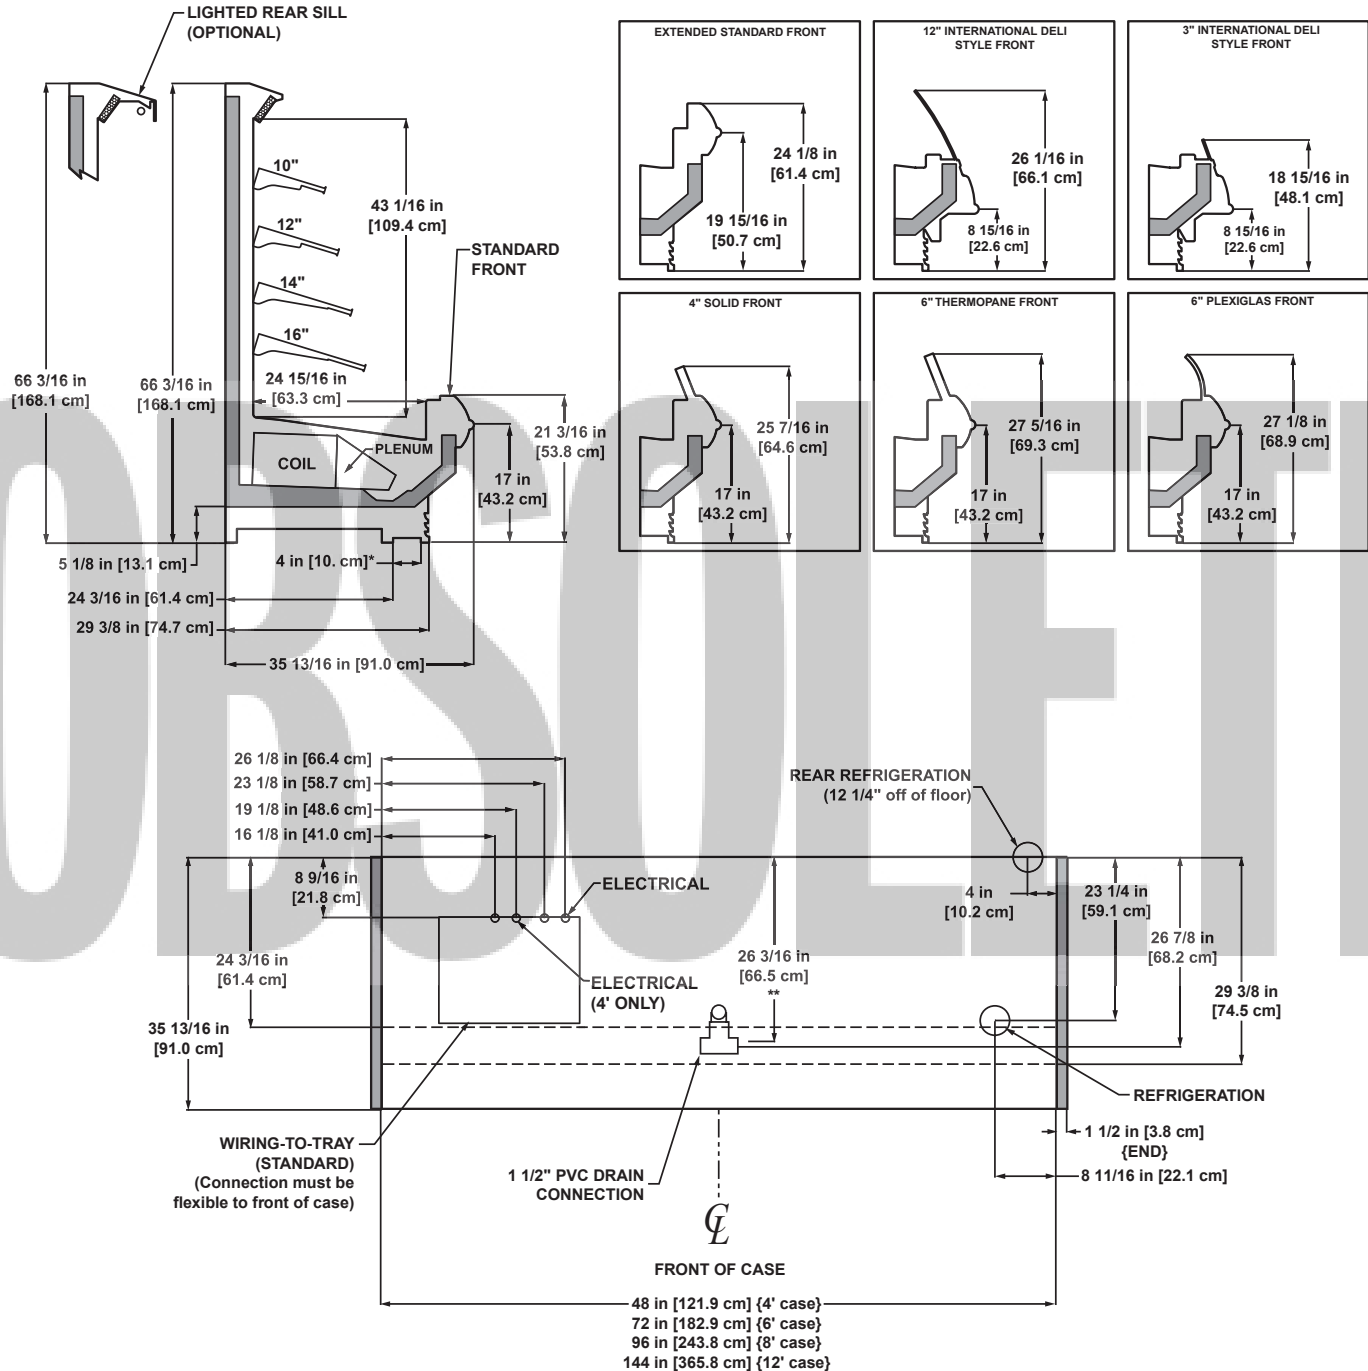 LIGHTED REAR SILL
(OPTIONAL)
10"
12"
14"
16"
43 1/16 in
[109.4 cm]
STANDARD
FRONT
66 3/16 in
[168.1 cm]
66 3/16 in
[168.1 cm]
24 15/16 in
[63.3 cm]
COIL
PLENUM
21 3/16 in
[53.8 cm]
17 in
[43.2 cm]
5 1/8 in [13.1 cm]
4 in [10. cm]*
24 3/16 in [61.4 cm]
29 3/8 in [74.7 cm]
35 13/16 in [91.0 cm]
EXTENDED STANDARD FRONT
24 1/8 in
[61.4 cm]
19 15/16 in
[50.7 cm]
12" INTERNATIONAL DELI
STYLE FRONT
26 1/16 in
[66.1 cm]
8 15/16 in
[22.6 cm]
3" INTERNATIONAL DELI
STYLE FRONT
18 15/16 in
[48.1 cm]
8 15/16 in
[22.6 cm]
4" SOLID FRONT
25 7/16 in
[64.6 cm]
17 in
[43.2 cm]
6" THERMOPANE FRONT
27 5/16 in
[69.3 cm]
17 in
[43.2 cm]
6" PLEXIGLAS FRONT
27 1/8 in
[68.9 cm]
17 in
[43.2 cm]
OBSOLETE
26 1/8 in [66.4 cm]
23 1/8 in [58.7 cm]
19 1/8 in [48.6 cm]
16 1/8 in [41.0 cm]
REAR REFRIGERATION
(12 1/4" off of floor)
8 9/16 in
[21.8 cm]
ELECTRICAL
4 in
[10.2 cm]
23 1/4 in
[59.1 cm]
24 3/16 in
[61.4 cm]
26 3/16 in
[66.5 cm]
**
26 7/8 in
[68.2 cm]
ELECTRICAL
(4' ONLY)
29 3/8 in
[74.5 cm]
35 13/16 in
[91.0 cm]
REFRIGERATION
WIRING-TO-TRAY
(STANDARD)
(Connection must be
flexible to front of case)
1 1/2" PVC DRAIN
CONNECTION
1 1/2 in [3.8 cm]
{END}
8 11/16 in [22.1 cm]
CL
FRONT OF CASE
48 in [121.9 cm] {4' case}
72 in [182.9 cm] {6' case}
96 in [243.8 cm] {8' case}
144 in [365.8 cm] {12' case}